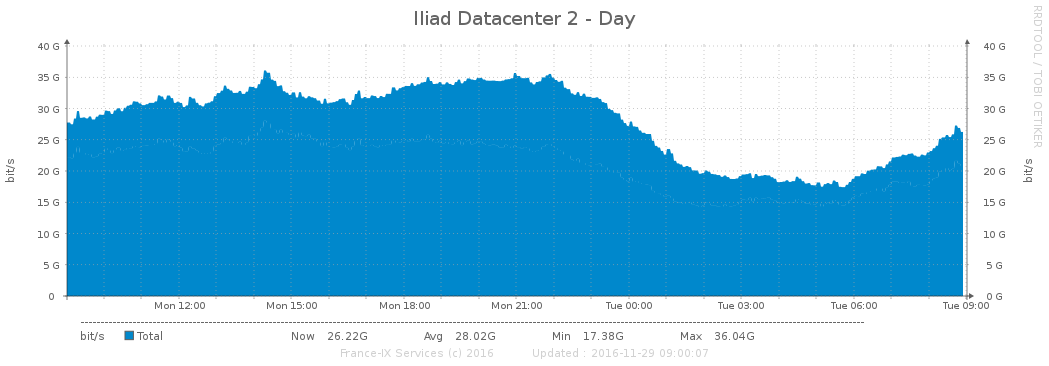 Iliad Datacenter 2 - Day
RRDTOOL / TOBI OETIKER
40 G 40 G
35 G 35 G
30 G 30 G
25 G 25 G
20 G 20 G
15 G 15 G
10 G 10 G
5 G 5 G
0 0 G
bit/s bit/s
Mon 12:00 Mon 15:00 Mon 18:00 Mon 21:00 Tue 00:00 Tue 03:00 Tue 06:00 Tue 09:00
bit/s Total Now 26.22G Avg 28.02G Min 17.38G Max 36.04G
France-IX Services (c) 2016 Updated : 2016-11-29 09:00:07